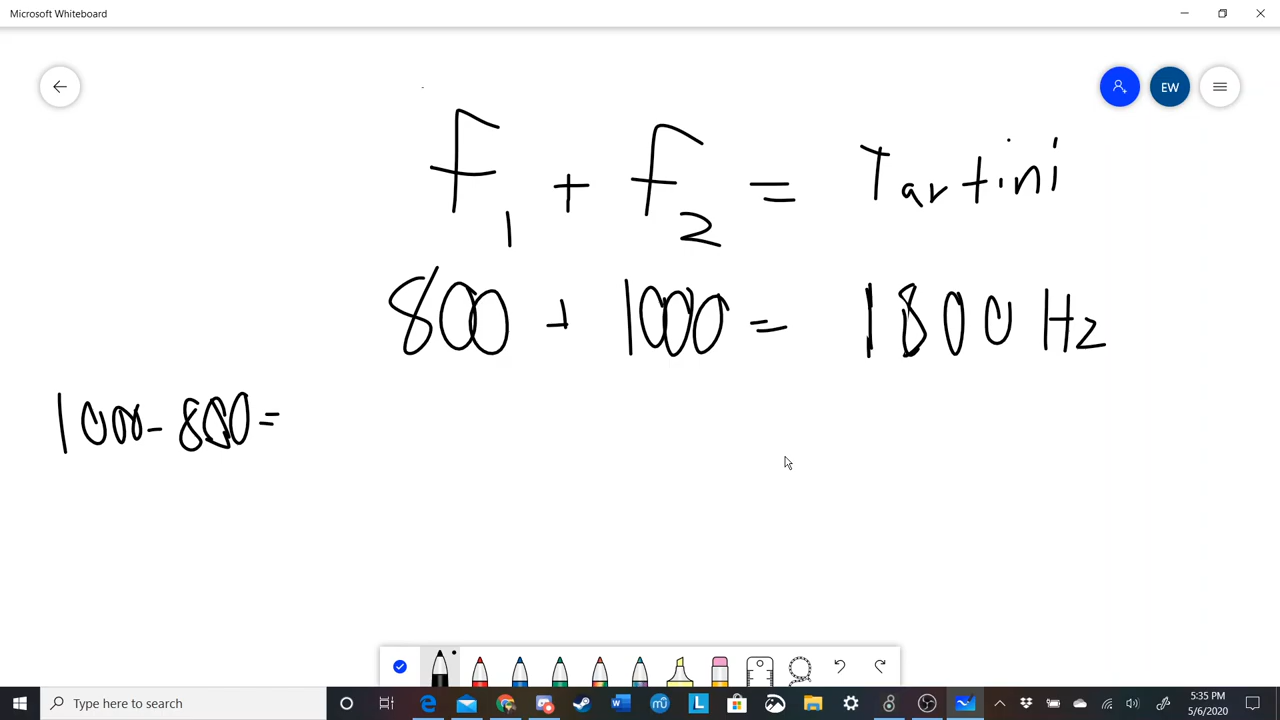 Microsoft Whiteboard
EW
f1 + f2 = Tartini
800 + 1000 = 1800 Hz
1000 - 800 =
Type here to search
5:35 PM
5/6/2020